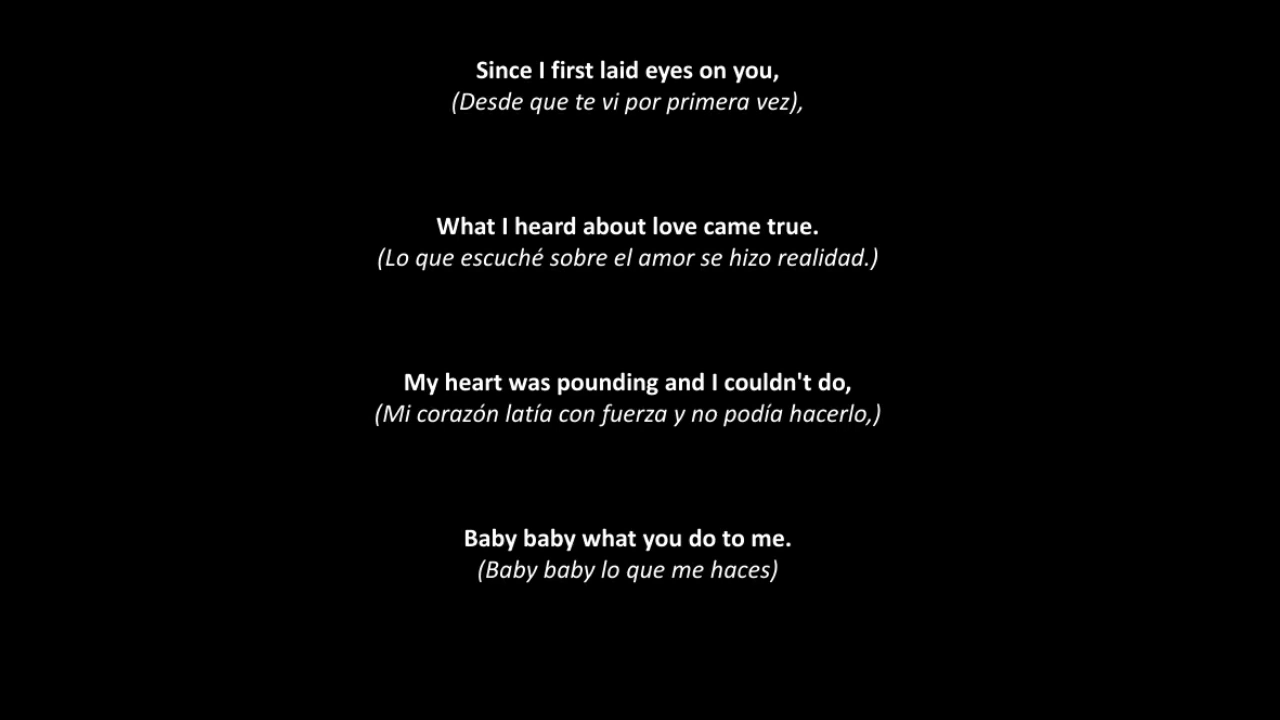 Since I first laid eyes on you,
(Desde que te vi por primera vez),
What I heard about love came true.
(Lo que escuché sobre el amor se hizo realidad.)
My heart was pounding and I couldn't do,
(Mi corazón latía con fuerza y no podía hacerlo,)
Baby baby what you do to me.
(Baby baby lo que me haces)